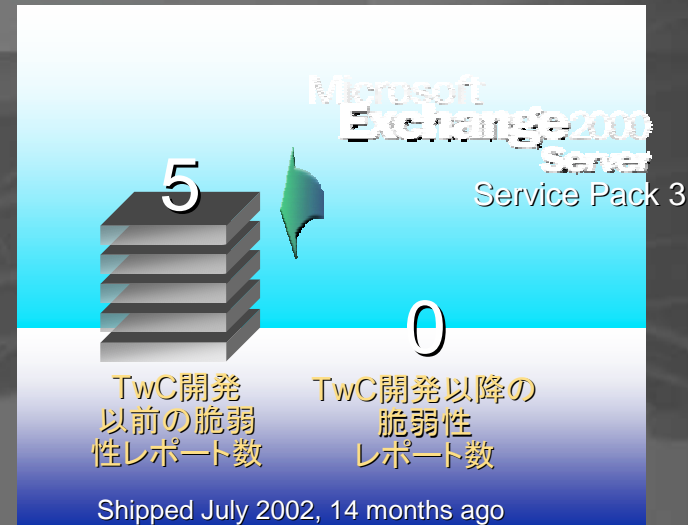 Microsoft
Exchange2000
Server
Service Pack 3
5
0
TwC開発
以前の脆弱
性レポート数
TwC開発以降の
脆弱性
レポート数
Shipped July 2002, 14 months ago